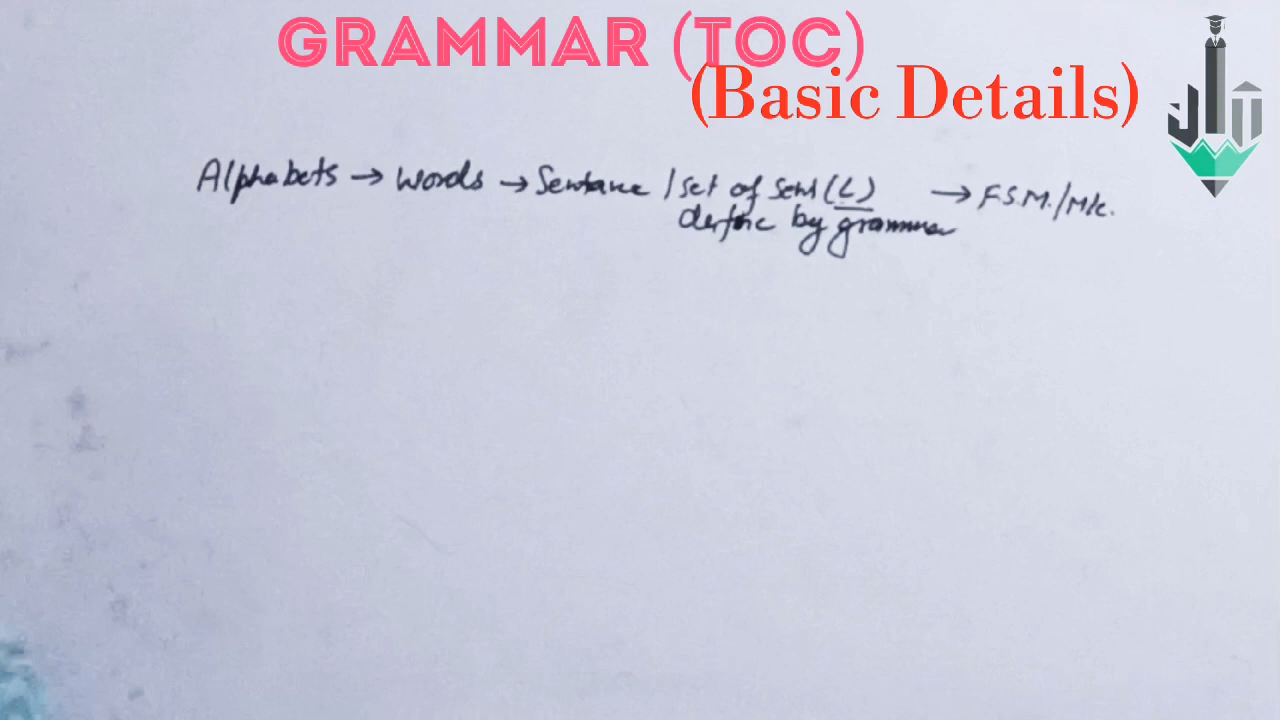 GRAMMAR (TOC)
(Basic Details)
Alphabets → words → Sentance / set of sent (L) → F.S.M./M/c.
define by grammar